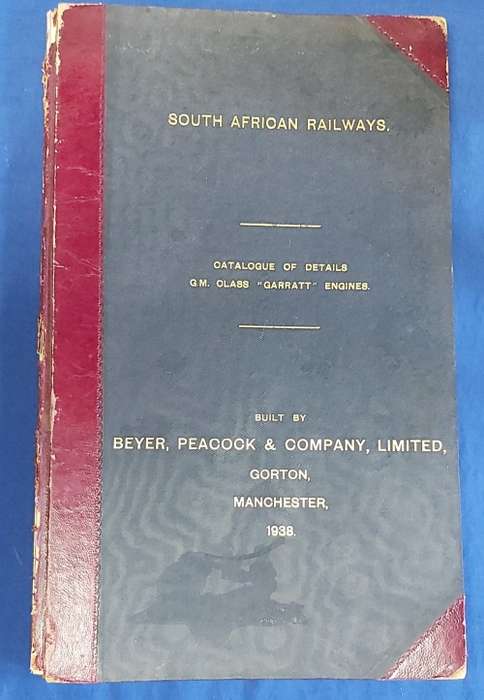 SOUTH AFRICAN RAILWAYS.
CATALOGUE OF DETAILS
G.M. CLASS "GARRATT" ENGINES.
BUILT BY
BEYER, PEACOCK & COMPANY, LIMITED,
GORTON,
MANCHESTER,
1938.